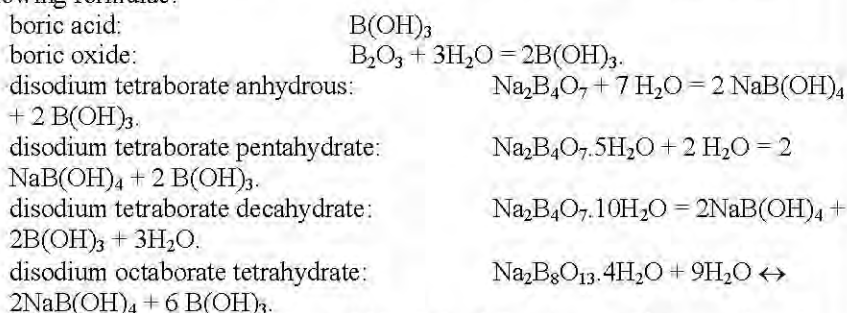 boric acid: B(OH)₃
boric oxide: B₂O₃ + 3H₂O = 2B(OH)₃.
disodium tetraborate anhydrous: Na₂B₄O₇ + 7 H₂O = 2 NaB(OH)₄
+ 2 B(OH)₃.
disodium tetraborate pentahydrate: Na₂B₄O₇.5H₂O + 2 H₂O = 2
NaB(OH)₄ + 2 B(OH)₃.
disodium tetraborate decahydrate: Na₂B₄O₇.10H₂O = 2NaB(OH)₄ +
2B(OH)₃ + 3H₂O.
disodium octaborate tetrahydrate: Na₂B₈O₁₃.4H₂O + 9H₂O ↔
2NaB(OH)₄ + 6 B(OH)₃.